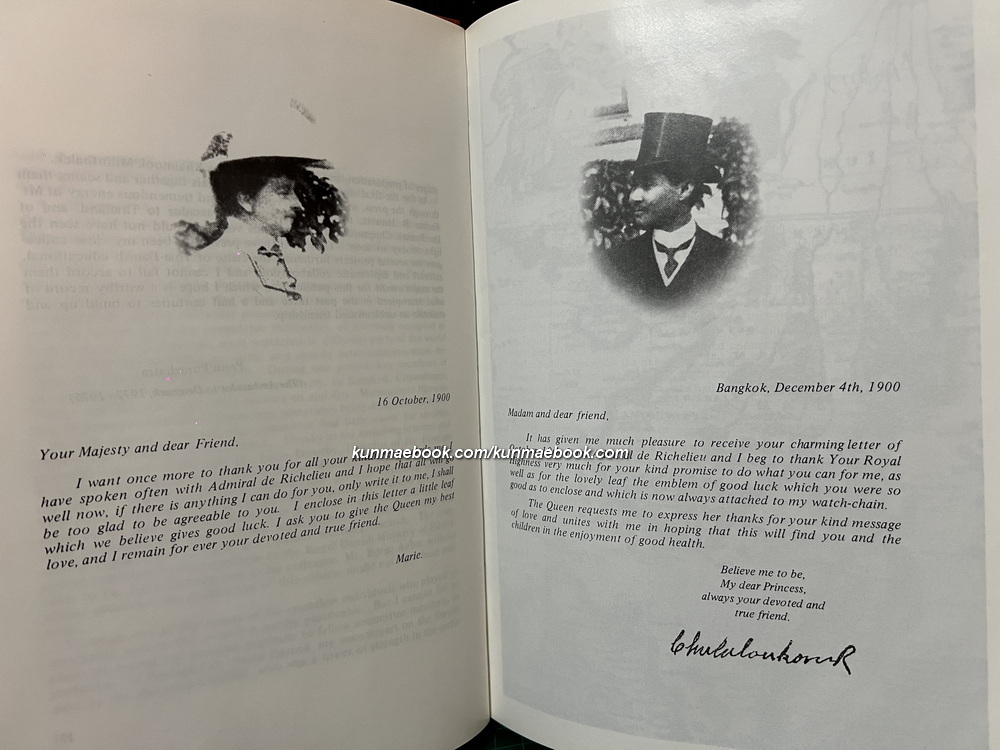 16 October, 1900
Your Majesty and dear Friend.
I want once more to thank you for all your
have spoken often with Admiral de Richelieu and I hope that all will go
well now, if there is anything I can do for you, only write to me, I shall
be too glad to be agreeable to you. I enclose in this letter a little leaf
which we believe gives good luck. I ask you to give the Queen my best
love, and I remain for ever your devoted and true friend.
Marie.
Bangkok, December 4th, 1900
Madam and dear friend,
It has given me much pleasure to receive your charming letter of
de Richelieu and I beg to thank Your Royal
Highness very much for your kind promise to do what you can for me, as
well as for the lovely leaf the emblem of good luck which you were so
good as to enclose and which is now always attached to my watch-chain.
The Queen requests me to express her thanks for your kind message
of love and unites with me in hoping that this will find you and the
children in the enjoyment of good health.
Believe me to be,
My dear Princess,
always your devoted and
true friend.
Chulalonkorn R
kunmaebook.com/kunmaebook.com